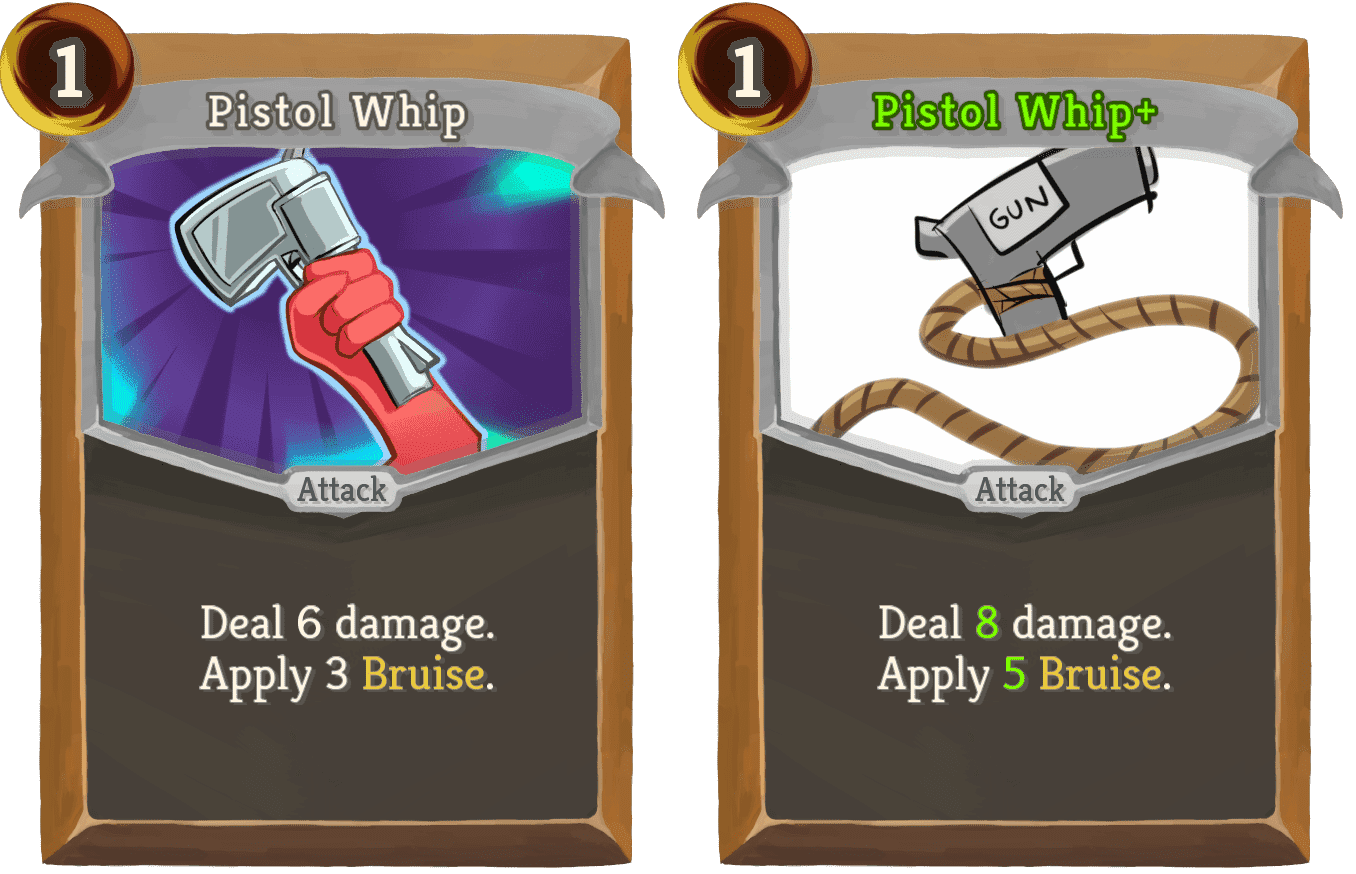 1
Pistol Whip
Attack
Deal 6 damage.
Apply 3 Bruise.
1
Pistol Whip+
GUN
Attack
Deal 8 damage.
Apply 5 Bruise.